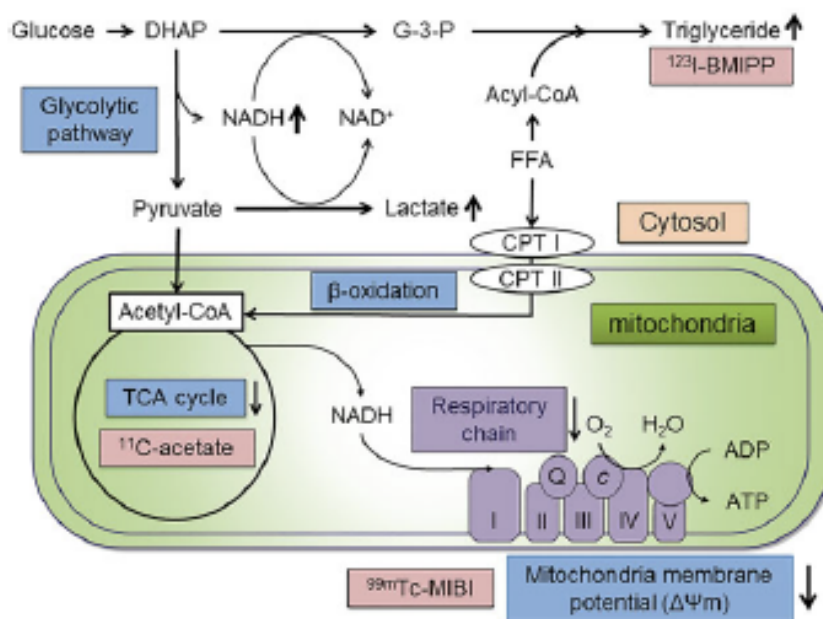 Glucose DHAP G-3-P Triglyceride
¹²³I-BMIPP
Glycolytic
pathway
NADH NAD⁺
Acyl-CoA
FFA
Pyruvate Lactate
Cytosol
CPT I
CPT II
β-oxidation
Acetyl-CoA
mitochondria
TCA cycle
¹¹C-acetate
NADH
Respiratory
chain
O₂ H₂O
ADP
ATP
Q c
I II III IV V
⁹⁹ᵐTc-MIBI
Mitochondria membrane
potential (ΔΨm)